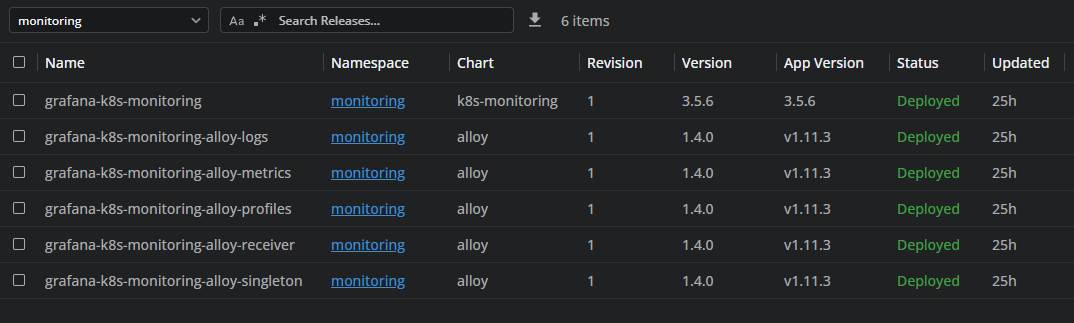 monitoring Aa .* Search Releases... 6 items
Name Namespace Chart Revision Version App Version Status Updated
grafana-k8s-monitoring monitoring k8s-monitoring 1 3.5.6 3.5.6 Deployed 25h
grafana-k8s-monitoring-alloy-logs monitoring alloy 1 1.4.0 v1.11.3 Deployed 25h
grafana-k8s-monitoring-alloy-metrics monitoring alloy 1 1.4.0 v1.11.3 Deployed 25h
grafana-k8s-monitoring-alloy-profiles monitoring alloy 1 1.4.0 v1.11.3 Deployed 25h
grafana-k8s-monitoring-alloy-receiver monitoring alloy 1 1.4.0 v1.11.3 Deployed 25h
grafana-k8s-monitoring-alloy-singleton monitoring alloy 1 1.4.0 v1.11.3 Deployed 25h